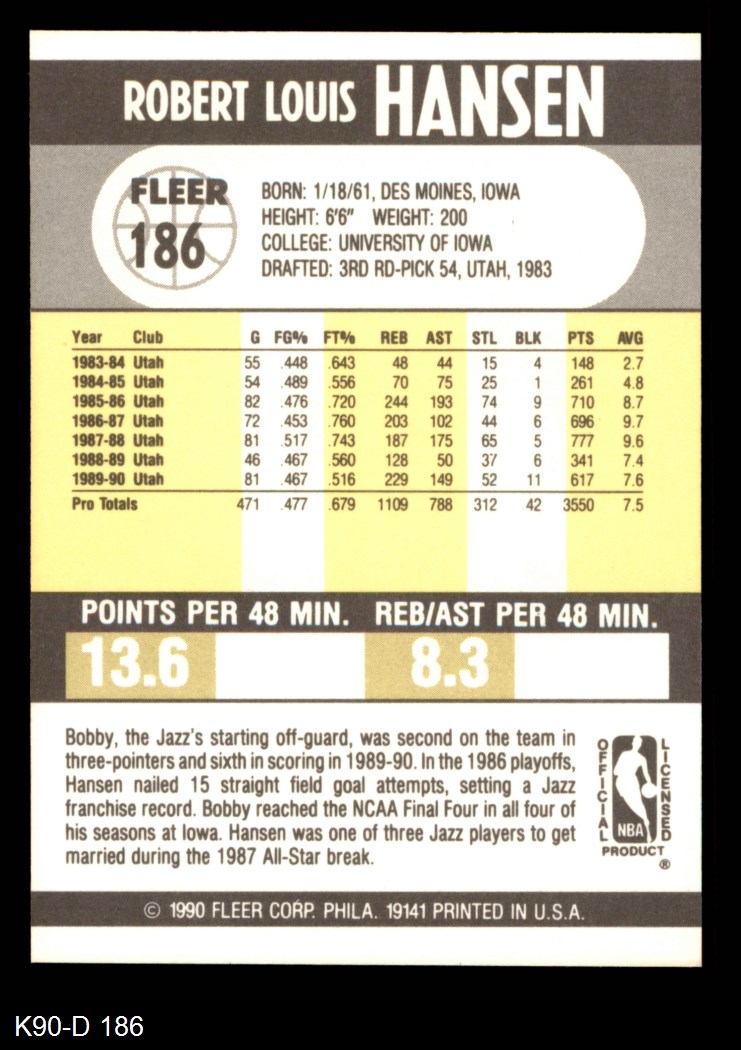 ROBERT LOUIS HANSEN
FLEER
186
BORN: 1/18/61, DES MOINES, IOWA
HEIGHT: 6'6" WEIGHT: 200
COLLEGE: UNIVERSITY OF IOWA
DRAFTED: 3RD RD-PICK 54, UTAH, 1983
Year Club G FG% FT% REB AST STL BLK PTS AVG
1983-84 Utah 55 .448 .643 48 44 15 4 148 2.7
1984-85 Utah 54 .489 .556 70 75 25 1 261 4.8
1985-86 Utah 82 .476 .720 244 193 74 9 710 8.7
1986-87 Utah 72 .453 .760 203 102 44 6 696 9.7
1987-88 Utah 81 .517 .743 187 175 65 5 777 9.6
1988-89 Utah 46 .467 .560 128 50 37 6 341 7.4
1989-90 Utah 81 .467 .516 229 149 52 11 617 7.6
Pro Totals 471 .477 .679 1109 788 312 42 3550 7.5
POINTS PER 48 MIN. REB/AST PER 48 MIN.
13.6 8.3
Bobby, the Jazz's starting off-guard, was second on the team in
three-pointers and sixth in scoring in 1989-90. In the 1986 playoffs,
Hansen nailed 15 straight field goal attempts, setting a Jazz
franchise record. Bobby reached the NCAA Final Four in all four of
his seasons at Iowa. Hansen was one of three Jazz players to get
married during the 1987 All-Star break.
OFFICIAL LICENSED
NBA
PRODUCT
®
© 1990 FLEER CORP. PHILA. 19141 PRINTED IN U.S.A.
K90-D 186